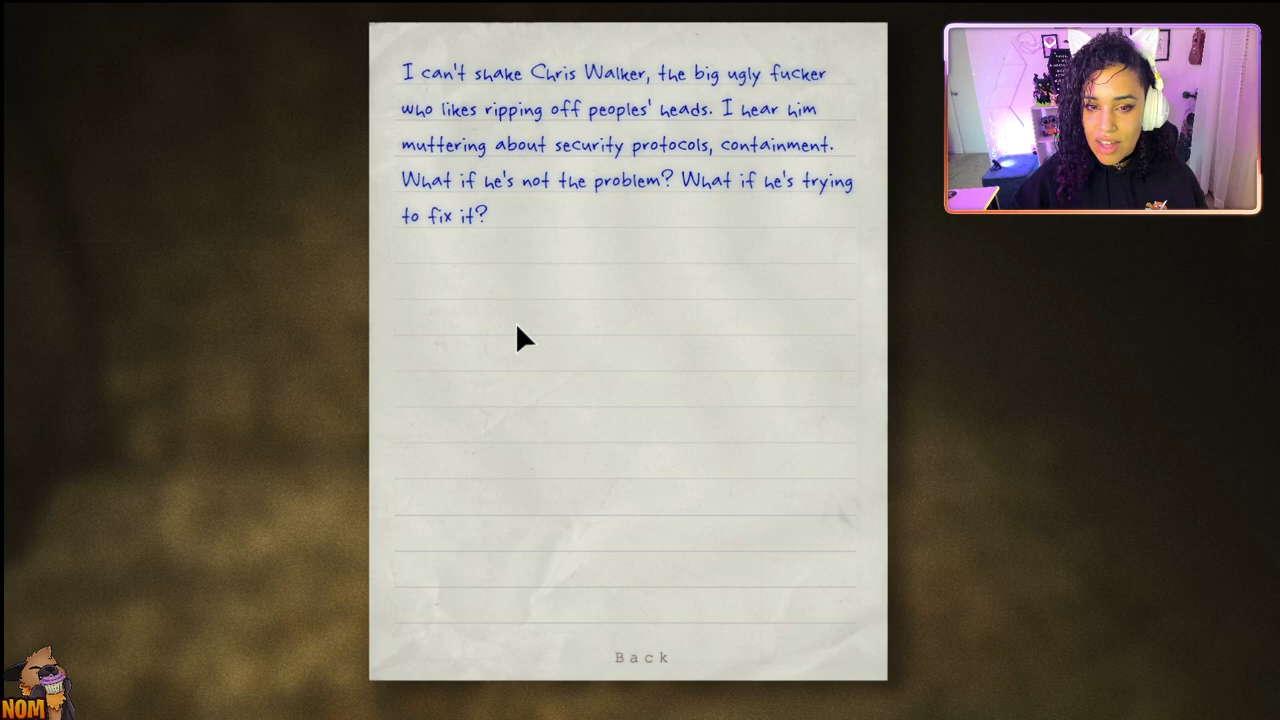 I can't shake Chris Walker, the big ugly fucker
who likes ripping off peoples' heads. I hear him
muttering about security protocols, containment.
What if he's not the problem? What if he's trying
to fix it?
Back
NOM